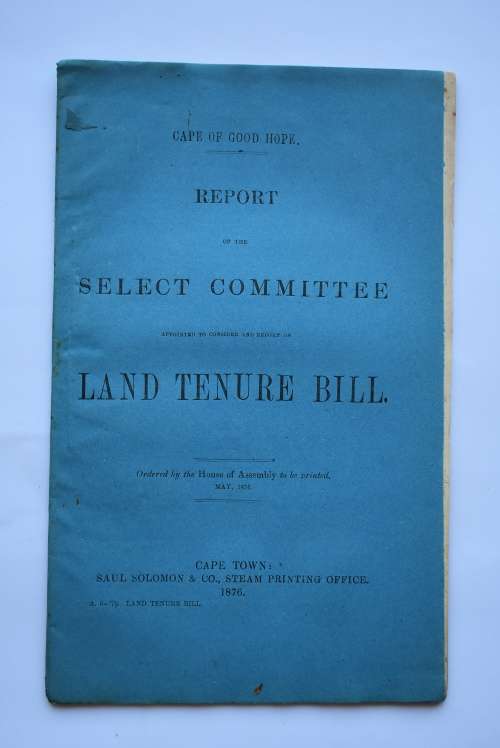 CAPE OF GOOD HOPE.
REPORT
OF THE
SELECT COMMITTEE
APPOINTED TO CONSIDER AND REPORT ON
LAND TENURE BILL.
Ordered by the House of Assembly to be printed,
MAY, 1876.
CAPE TOWN:
SAUL SOLOMON & CO., STEAM PRINTING OFFICE.
1876.
LAND TENURE BILL.